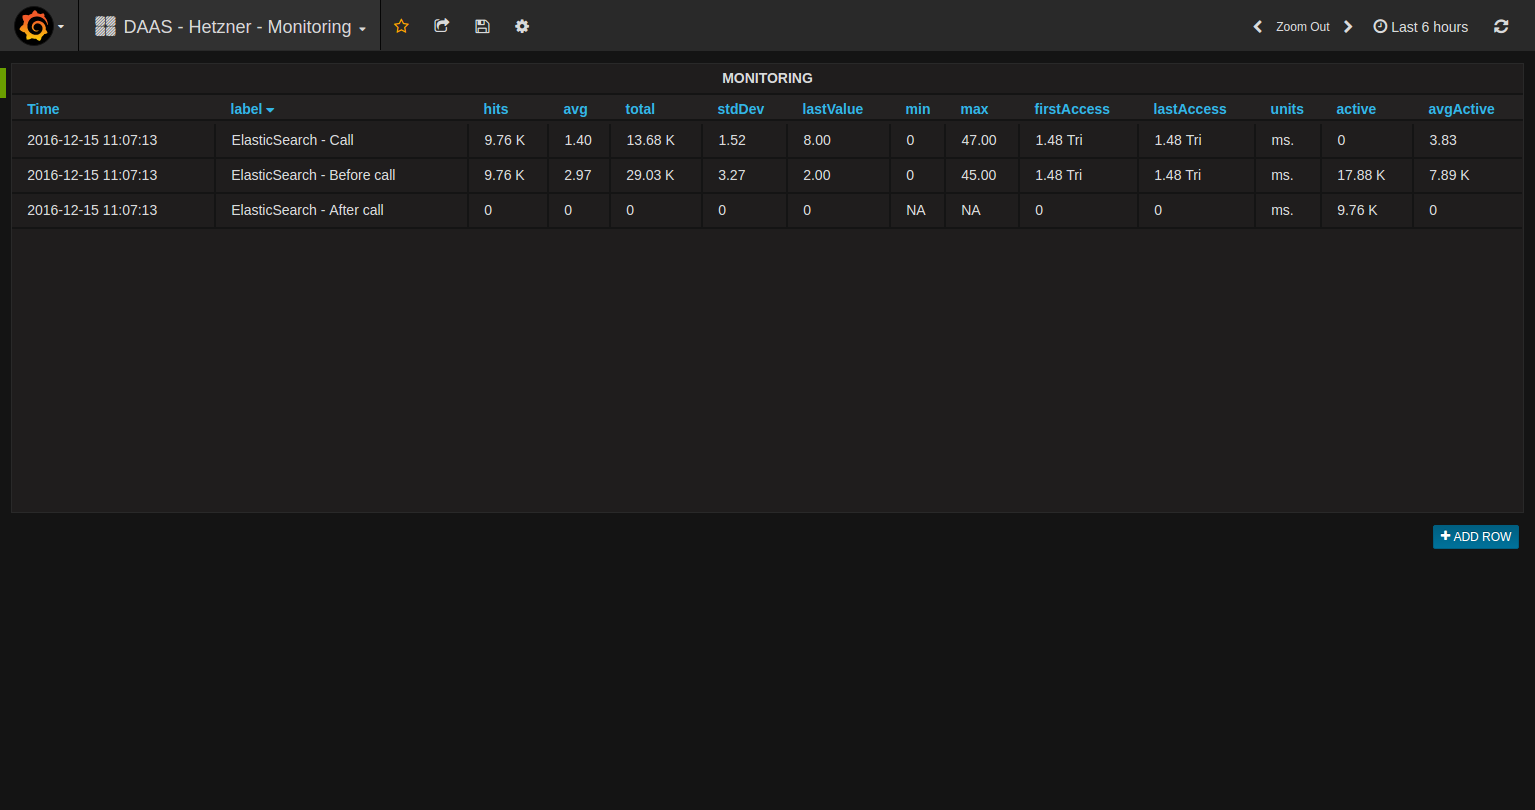 DAAS - Hetzner - Monitoring Zoom Out Last 6 hours
MONITORING
Time label hits avg total stdDev lastValue min max firstAccess lastAccess units active avgActive
2016-12-15 11:07:13 ElasticSearch - Call 9.76 K 1.40 13.68 K 1.52 8.00 0 47.00 1.48 Tri 1.48 Tri ms. 0 3.83
2016-12-15 11:07:13 ElasticSearch - Before call 9.76 K 2.97 29.03 K 3.27 2.00 0 45.00 1.48 Tri 1.48 Tri ms. 17.88 K 7.89 K
2016-12-15 11:07:13 ElasticSearch - After call 0 0 0 0 0 NA NA 0 0 ms. 9.76 K 0
ADD ROW